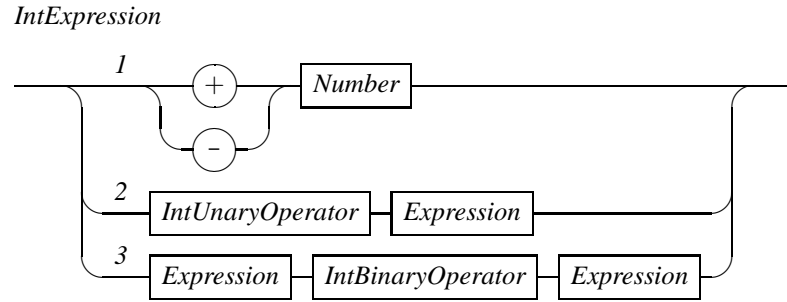 IntExpression
1
+ Number
-
2
IntUnaryOperator Expression
3
Expression IntBinaryOperator Expression